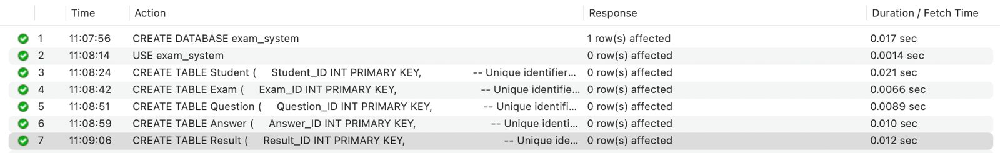 Time Action Response Duration / Fetch Time
1 11:07:56 CREATE DATABASE exam_system 1 row(s) affected 0.017 sec
2 11:08:14 USE exam_system 0 row(s) affected 0.0014 sec
3 11:08:24 CREATE TABLE Student ( Student_ID INT PRIMARY KEY, -- Unique identifier... 0 row(s) affected 0.021 sec
4 11:08:42 CREATE TABLE Exam ( Exam_ID INT PRIMARY KEY, -- Unique identifie... 0 row(s) affected 0.0066 sec
5 11:08:51 CREATE TABLE Question ( Question_ID INT PRIMARY KEY, -- Unique identifi... 0 row(s) affected 0.0089 sec
6 11:08:59 CREATE TABLE Answer ( Answer_ID INT PRIMARY KEY, -- Unique identi... 0 row(s) affected 0.010 sec
7 11:09:06 CREATE TABLE Result ( Result_ID INT PRIMARY KEY, -- Unique ide... 0 row(s) affected 0.012 sec